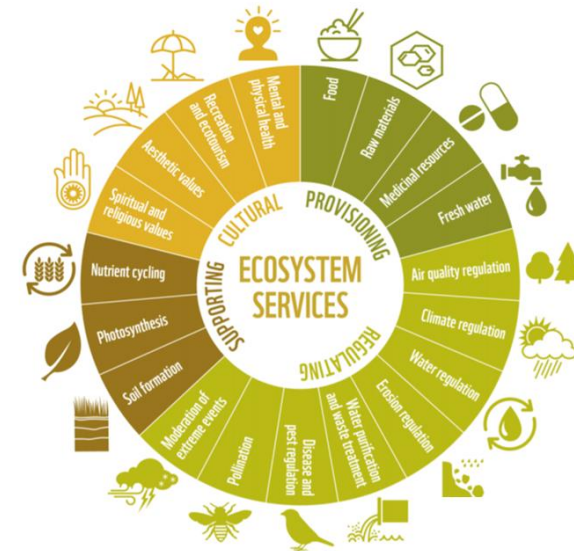 ECOSYSTEM
SERVICES
PROVISIONING
Food
Raw materials
Medicinal resources
Fresh water
REGULATING
Air quality regulation
Climate regulation
Water regulation
Erosion regulation
Water purification
and waste treatment
Disease and
pest regulation
Pollination
Moderation of
extreme events
SUPPORTING
Soil formation
Photosynthesis
Nutrient cycling
CULTURAL
Spiritual and
religious values
Aesthetic values
Recreation
and ecotourism
Mental and
physical health